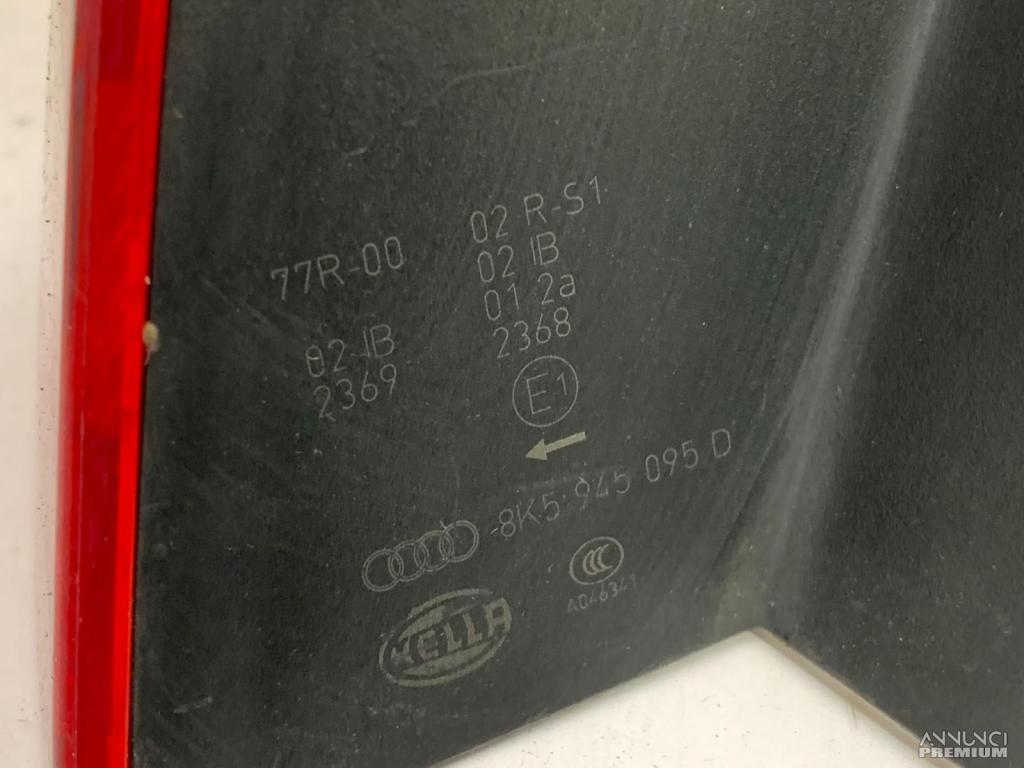 77R-00
02 IB
2369
02 R-S1
02 IB
01 2a
2368
E1
8K5 945 095 D
CCC
A046341
HELLA
ANNUNCI
PREMIUM